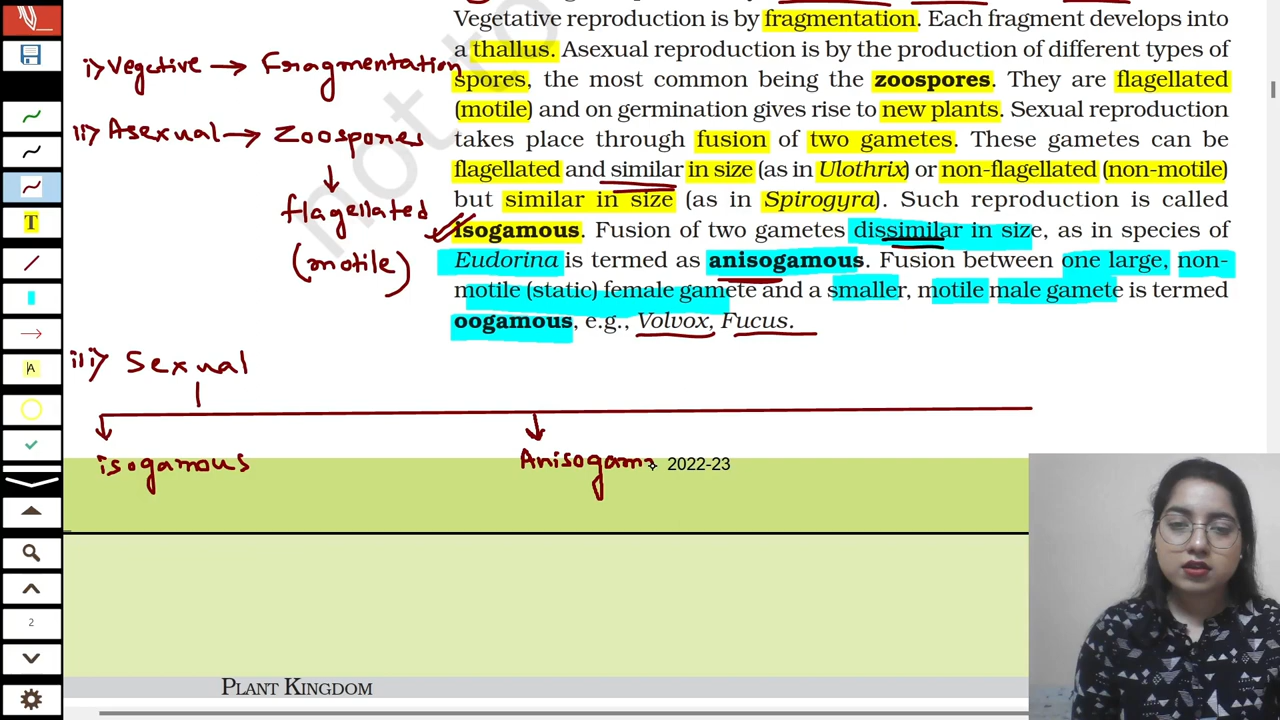 Vegetative reproduction is by fragmentation. Each fragment develops into
a thallus. Asexual reproduction is by the production of different types of
spores, the most common being the zoospores. They are flagellated
(motile) and on germination gives rise to new plants. Sexual reproduction
takes place through fusion of two gametes. These gametes can be
flagellated and similar in size (as in Ulothrix) or non-flagellated (non-motile)
but similar in size (as in Spirogyra). Such reproduction is called
isogamous. Fusion of two gametes dissimilar in size, as in species of
Eudorina is termed as anisogamous. Fusion between one large, non-
motile (static) female gamete and a smaller, motile male gamete is termed
oogamous, e.g., Volvox, Fucus.
i) Vegetive → Fragmentation
ii) Asexual → Zoospores
flagellated
(motile)
not to
iii) Sexual
isogamous
Anisogam
2022-23
PLANT KINGDOM
T
A
2